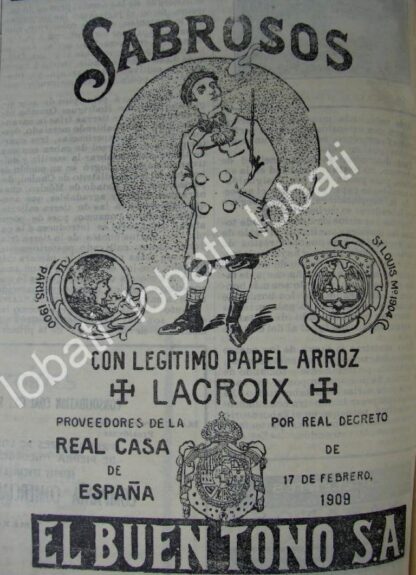 SABROSOS
PARIS, 1900
St LOUIS Mo 1904
CON LEGITIMO PAPEL ARROZ
LACROIX
PROVEEDORES DE LA
REAL CASA
DE
ESPAÑA
POR REAL DECRETO
DE
17 DE FEBRERO,
1909
EL BUEN TONO S.A.
lobati lobati lobati